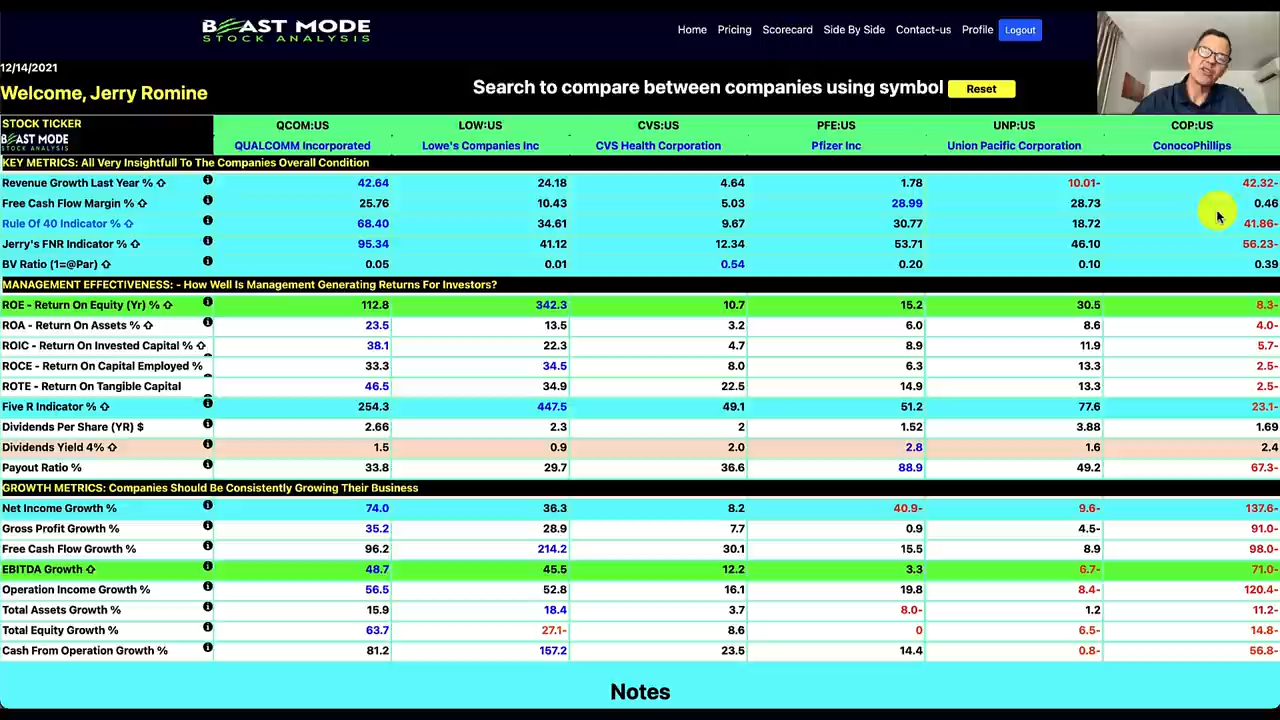 BEAST MODE
STOCK ANALYSIS
Home Pricing Scorecard Side By Side Contact-us Profile Logout
12/14/2021
Welcome, Jerry Romine
Search to compare between companies using symbol Reset
STOCK TICKER QCOM:US LOW:US CVS:US PFE:US UNP:US COP:US
BEAST MODE
STOCK ANALYSIS
QUALCOMM Incorporated Lowe's Companies Inc CVS Health Corporation Pfizer Inc Union Pacific Corporation ConocoPhillips
KEY METRICS: All Very Insightfull To The Companies Overall Condition
Revenue Growth Last Year % 42.64 24.18 4.64 1.78 10.01- 42.32-
Free Cash Flow Margin % 25.76 10.43 5.03 28.99 28.73 0.46
Rule Of 40 Indicator % 68.40 34.61 9.67 30.77 18.72 41.86-
Jerry's FNR Indicator % 95.34 41.12 12.34 53.71 46.10 56.23-
BV Ratio (1=@Par) 0.05 0.01 0.54 0.20 0.10 0.39
MANAGEMENT EFFECTIVENESS: - How Well Is Management Generating Returns For Investors?
ROE - Return On Equity (Yr) % 112.8 342.3 10.7 15.2 30.5 8.3-
ROA - Return On Assets % 23.5 13.5 3.2 6.0 8.6 4.0-
ROIC - Return On Invested Capital % 38.1 22.3 4.7 8.9 11.9 5.7-
ROCE - Return On Capital Employed % 33.3 34.5 8.0 6.3 13.3 2.5-
ROTE - Return On Tangible Capital 46.5 34.9 22.5 14.9 13.3 2.5-
Five R Indicator % 254.3 447.5 49.1 51.2 77.6 23.1-
Dividends Per Share (YR) $ 2.66 2.3 2 1.52 3.88 1.69
Dividends Yield 4% 1.5 0.9 2.0 2.8 1.6 2.4
Payout Ratio % 33.8 29.7 36.6 88.9 49.2 67.3-
GROWTH METRICS: Companies Should Be Consistently Growing Their Business
Net Income Growth % 74.0 36.3 8.2 40.9- 9.6- 137.6-
Gross Profit Growth % 35.2 28.9 7.7 0.9 4.5- 91.0-
Free Cash Flow Growth % 96.2 214.2 30.1 15.5 8.9 98.0-
EBITDA Growth 48.7 45.5 12.2 3.3 6.7- 71.0-
Operation Income Growth % 56.5 52.8 16.1 19.8 8.4- 120.4-
Total Assets Growth % 15.9 18.4 3.7 8.0- 1.2 11.2-
Total Equity Growth % 63.7 27.1- 8.6 0 6.5- 14.8-
Cash From Operation Growth % 81.2 157.2 23.5 14.4 0.8- 56.8-
Notes